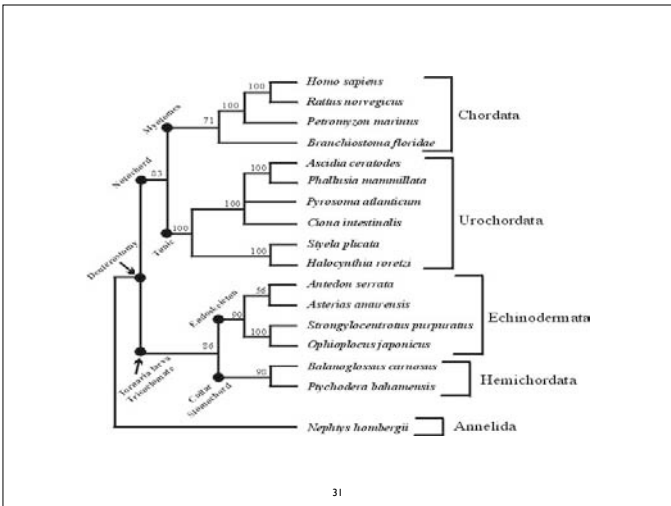 Homo sapiens
100
Rattus norvegicus
100
Petromyzon marinus
Chordata
Myotomes
71
Branchiostoma floridae
Notochord
83
Ascidia ceratodes
100
Phallusia mammillata
Pyrosoma atlanticum
100
Ciona intestinalis
Urochordata
Tunic
100
Styela plicata
100
Halocynthia roretzi
Deuterostomy
Antedon serrata
56
Endoskeleton
Asterias amurensis
Echinodermata
Strongylocentrotus purpuratus
100
Ophioplocus japonicus
86
Tornaria larva
Tricoelomate
Balanoglossus carnosus
Hemichordata
Collar
Stomochord
Ptychodera bahamensis
Nephtys hombergii
Annelida
31